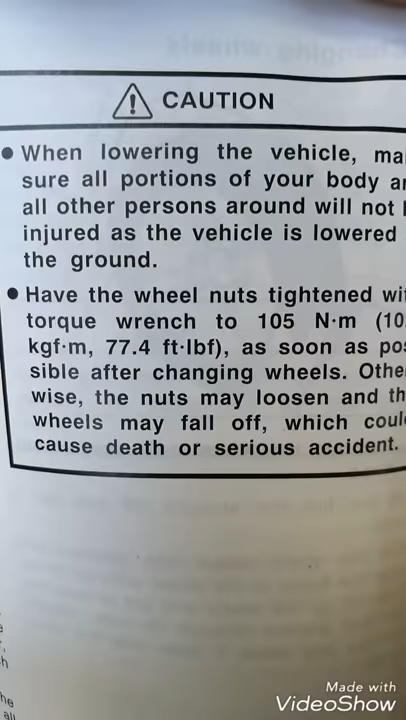 CAUTION
● When lowering the vehicle, ma
sure all portions of your body ar
all other persons around will not
injured as the vehicle is lowered
the ground.
● Have the wheel nuts tightened wi
torque wrench to 105 N·m (10
kgf·m, 77.4 ft·lbf), as soon as pos
sible after changing wheels. Othe
wise, the nuts may loosen and th
wheels may fall off, which coul
cause death or serious accident.
Made with
VideoShow